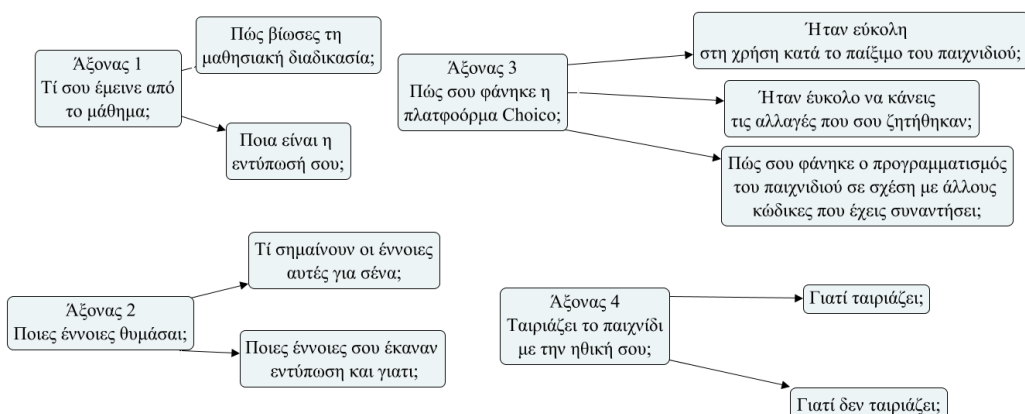 Άξονας 1
Τί σου έμεινε από
το μάθημα;
Πώς βίωσες τη
μαθησιακή διαδικασία;
Ποια είναι η
εντύπωσή σου;
Άξονας 3
Πώς σου φάνηκε η
πλατφοόρμα Choico;
Ήταν εύκολη
στη χρήση κατά το παίξιμο του παιχνιδιού;
Ήταν έυκολο να κάνεις
τις αλλαγές που σου ζητήθηκαν;
Πώς σου φάνηκε ο προγραμματισμός
του παιχνιδιού σε σχέση με άλλους
κώδικες που έχεις συναντήσει;
Άξονας 2
Ποιες έννοιες θυμάσαι;
Τί σημαίνουν οι έννοιες
αυτές για σένα;
Ποιες έννοιες σου έκαναν
εντύπωση και γιατι;
Άξονας 4
Ταιριάζει το παιχνίδι
με την ηθική σου;
Γιατί ταιριάζει;
Γιατί δεν ταιριάζει;